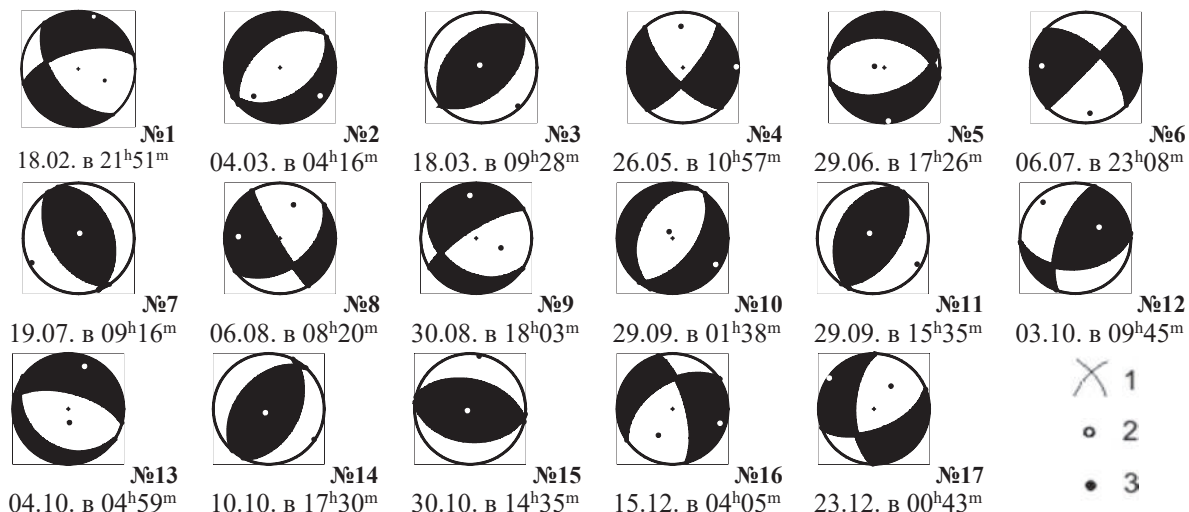 №1 №2 №3 №4 №5 №6
18.02. в 21ʰ51ᵐ 04.03. в 04ʰ16ᵐ 18.03. в 09ʰ28ᵐ 26.05. в 10ʰ57ᵐ 29.06. в 17ʰ26ᵐ 06.07. в 23ʰ08ᵐ
№7 №8 №9 №10 №11 №12
19.07. в 09ʰ16ᵐ 06.08. в 08ʰ20ᵐ 30.08. в 18ʰ03ᵐ 29.09. в 01ʰ38ᵐ 29.09. в 15ʰ35ᵐ 03.10. в 09ʰ45ᵐ
1
2
3
№13 №14 №15 №16 №17
04.10. в 04ʰ59ᵐ 10.10. в 17ʰ30ᵐ 30.10. в 14ʰ35ᵐ 15.12. в 04ʰ05ᵐ 23.12. в 00ʰ43ᵐ